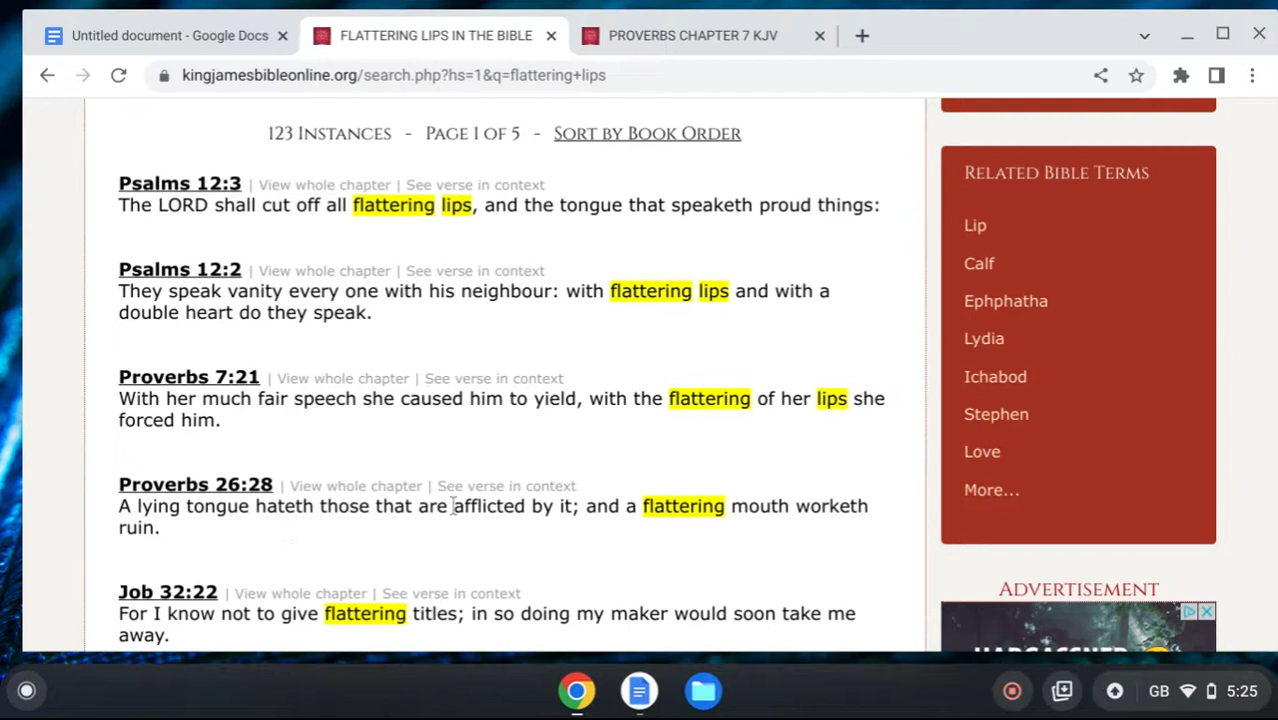 Untitled document - Google Docs
FLATTERING LIPS IN THE BIBLE
PROVERBS CHAPTER 7 KJV
kingjamesbibleonline.org/search.php?hs=1&q=flattering+lips
123 Instances - Page 1 of 5 - Sort by Book Order
Psalms 12:3 | View whole chapter | See verse in context
The LORD shall cut off all flattering lips, and the tongue that speaketh proud things:
Psalms 12:2 | View whole chapter | See verse in context
They speak vanity every one with his neighbour: with flattering lips and with a
double heart do they speak.
Proverbs 7:21 | View whole chapter | See verse in context
With her much fair speech she caused him to yield, with the flattering of her lips she
forced him.
Proverbs 26:28 | View whole chapter | See verse in context
A lying tongue hateth those that are afflicted by it; and a flattering mouth worketh
ruin.
Job 32:22 | View whole chapter | See verse in context
For I know not to give flattering titles; in so doing my maker would soon take me
away.
Related Bible Terms
Lip
Calf
Ephphatha
Lydia
Ichabod
Stephen
Love
More...
Advertisement
HARGASSNER
GB 5:25